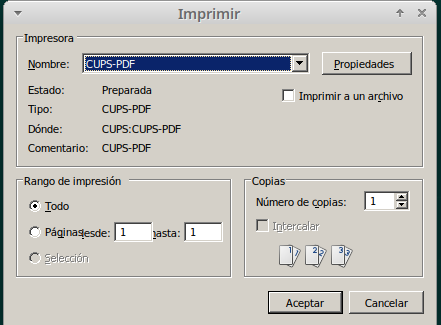 Imprimir
Impresora
Nombre: CUPS-PDF Propiedades
Estado: Preparada Imprimir a un archivo
Tipo: CUPS-PDF
Dónde: CUPS:CUPS-PDF
Comentario: CUPS-PDF
Rango de impresión
Todo
Páginas esde: 1 hasta: 1
Selección
Copias
Número de copias: 1
Intercalar
1 1 2 2 3 3
Aceptar Cancelar